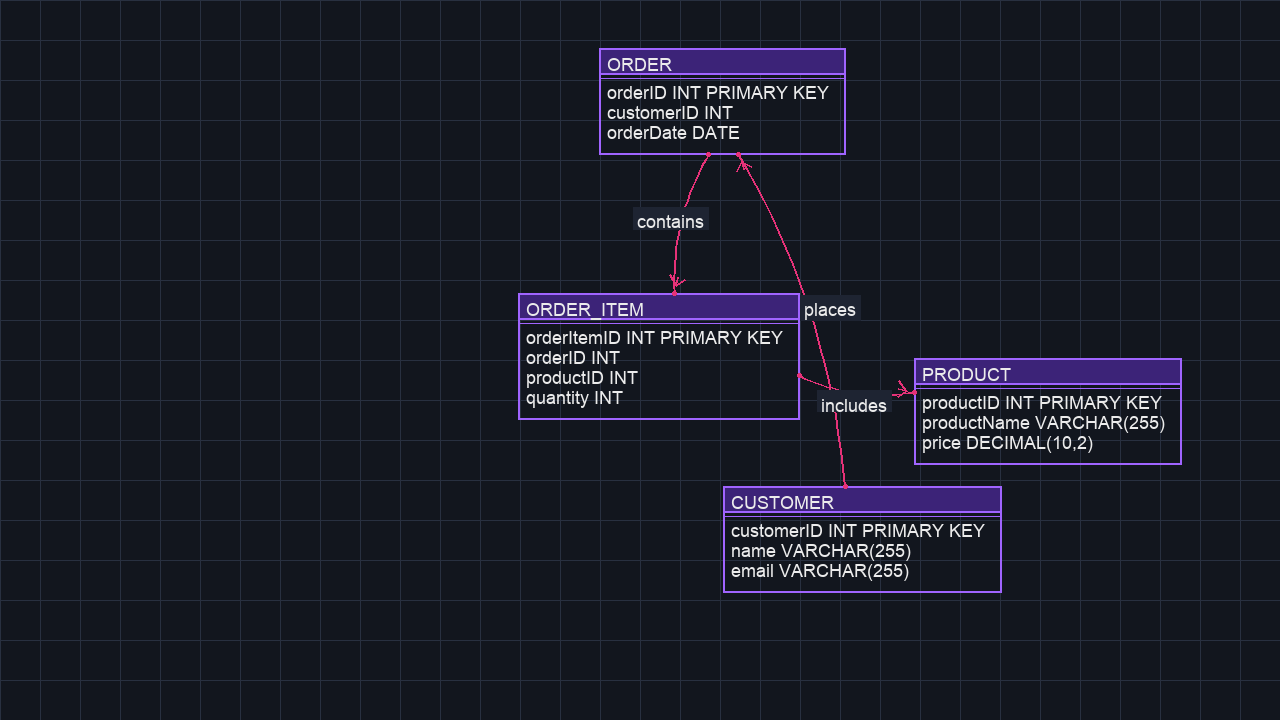 ORDER
orderID INT PRIMARY KEY
customerID INT
orderDate DATE
contains
ORDER_ITEM
orderItemID INT PRIMARY KEY
orderID INT
productID INT
quantity INT
places
includes
PRODUCT
productID INT PRIMARY KEY
productName VARCHAR(255)
price DECIMAL(10,2)
CUSTOMER
customerID INT PRIMARY KEY
name VARCHAR(255)
email VARCHAR(255)